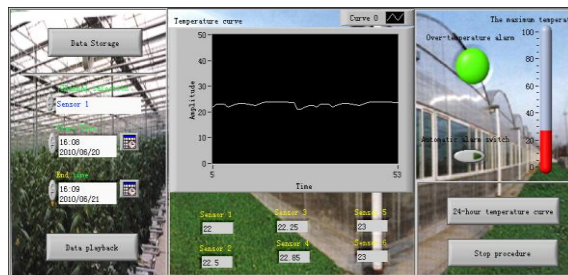 Data Storage
Sensor 1
16:08
2010/06/20
End time
16:09
2010/06/21
Data playback
Temperature curve
Curve 0
Amplitude
50
40
30
20
10
0
5
53
Time
Sensor 1
22
Sensor 3
22.25
Sensor 5
23
Sensor 2
22.5
Sensor 4
22.85
Sensor 6
23
The maximum temperat
Over-temperature alarm
100
80
60
40
20
0
Automatic alarm switch
24-hour temperature curve
Stop procedure